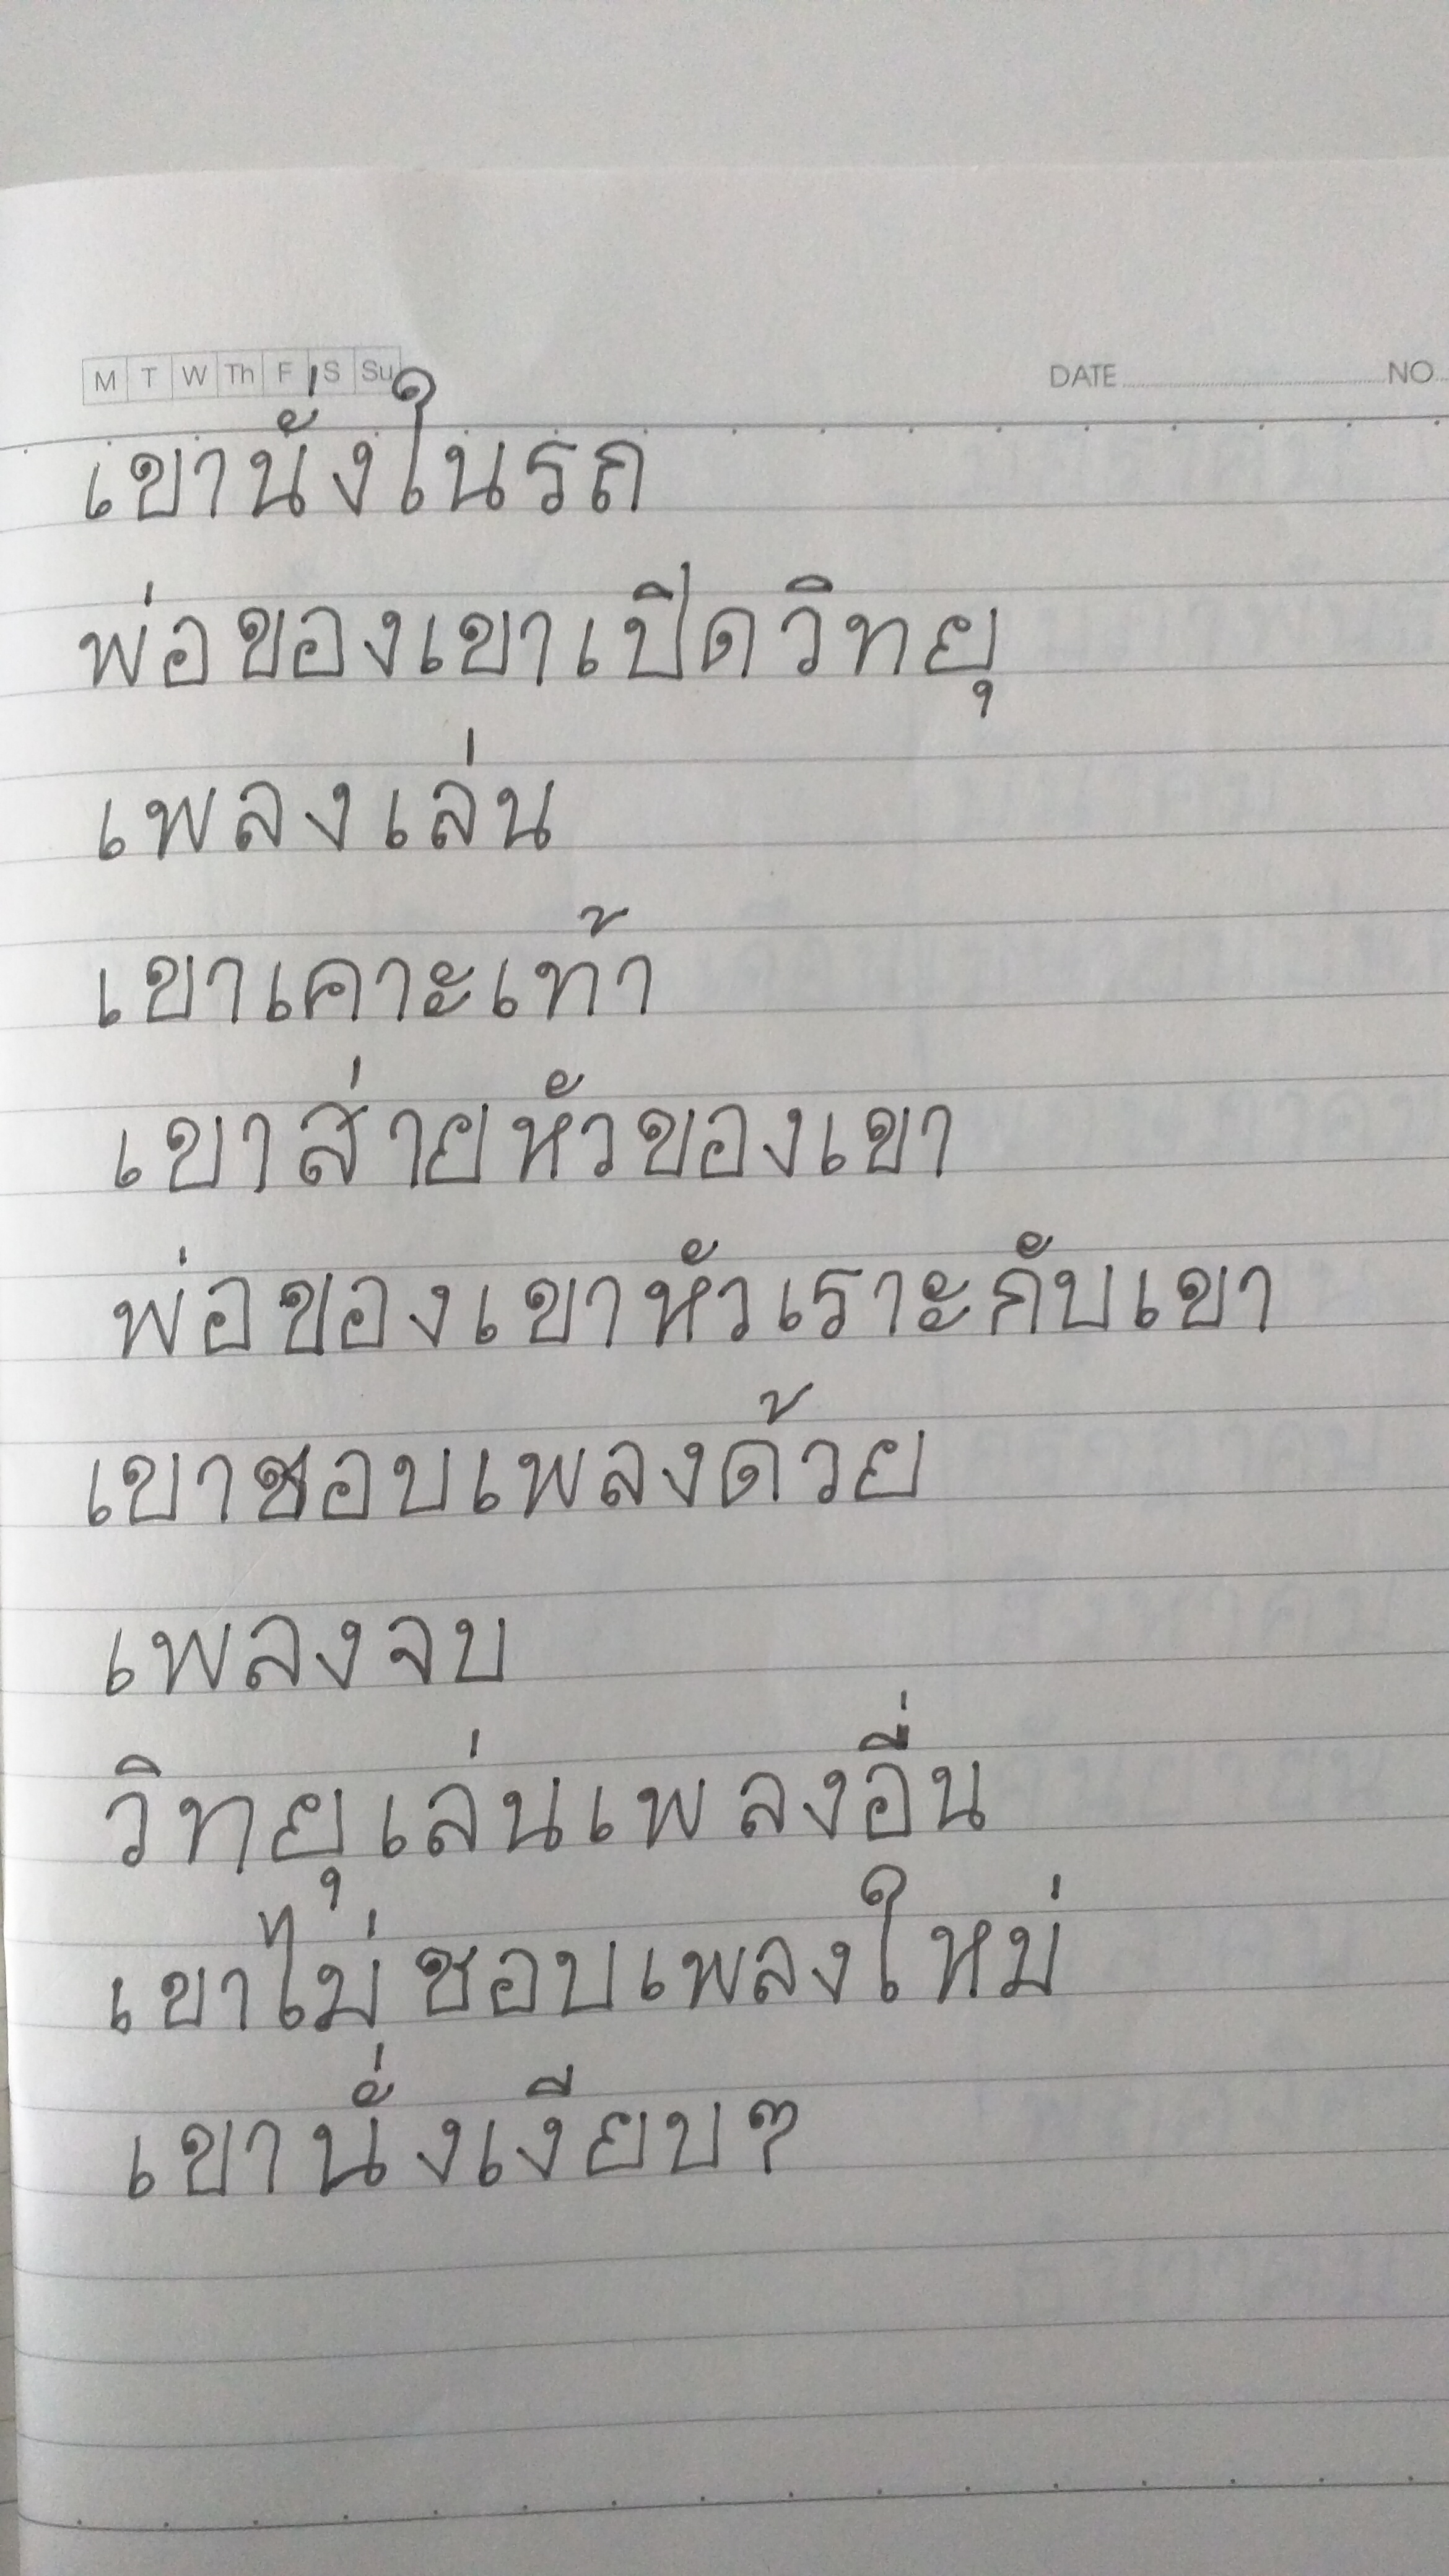 M T W Th F S Su DATE NO.
เขานั่งในรถ
พ่อของเขาเปิดวิทยุ
เพลงเล่น
เขาเคาะเท้า
เขาส่ายหัวของเขา
พ่อของเขาหัวเราะกับเขา
เขาชอบเพลงด้วย
เพลงจบ
วิทยุเล่นเพลงอื่น
เขาไม่ชอบเพลงใหม่
เขานั่งเงียบๆ